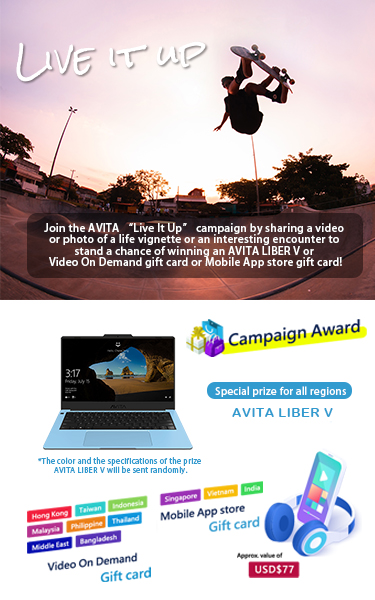 LIVE IT UP
Join the AVITA “Live It Up” campaign by sharing a video
or photo of a life vignette or an interesting encounter to
stand a chance of winning an AVITA LIBER V or
Video On Demand gift card or Mobile App store gift card!
Campaign Award
3:17
Friday, July 15
Special prize for all regions
AVITA LIBER V
*The color and the specifications of the prize
AVITA LIBER V will be sent randomly.
Hong Kong Taiwan Indonesia
Malaysia Philippine Thailand
Middle East Bangladesh
Video On Demand
Gift card
Singapore Vietnam India
Mobile App store
Gift card
Approx. value of
USD$77